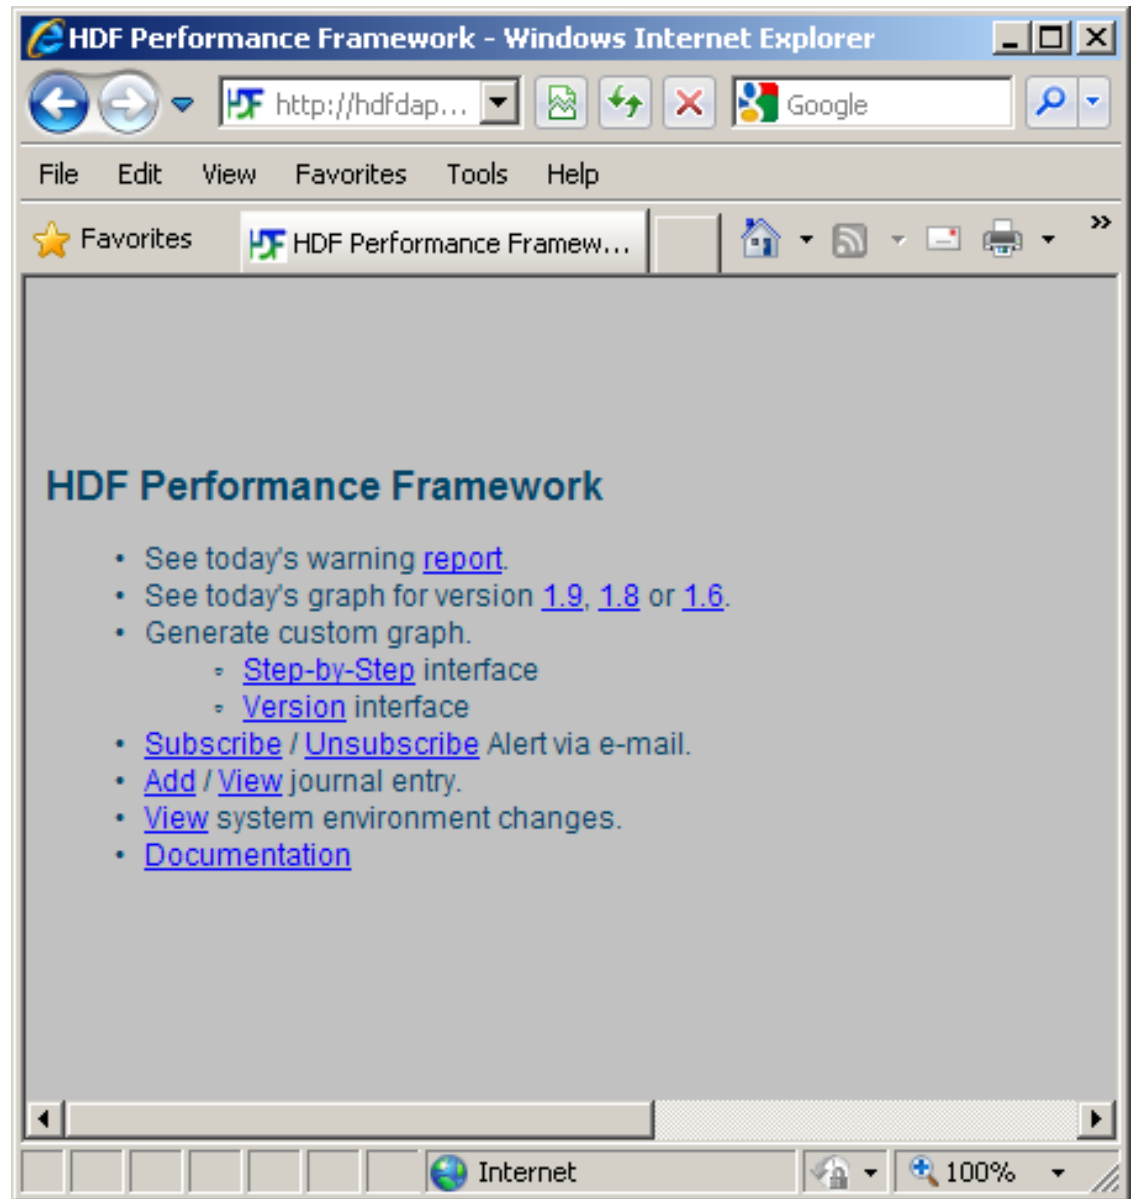 HDF Performance Framework - Windows Internet Explorer
http://hdfdap... Google
File Edit View Favorites Tools Help
Favorites HDF Performance Framew... »
HDF Performance Framework
• See today's warning report.
• See today's graph for version 1.9, 1.8 or 1.6.
• Generate custom graph.
◦ Step-by-Step interface
◦ Version interface
• Subscribe / Unsubscribe Alert via e-mail.
• Add / View journal entry.
• View system environment changes.
• Documentation
Internet 100%